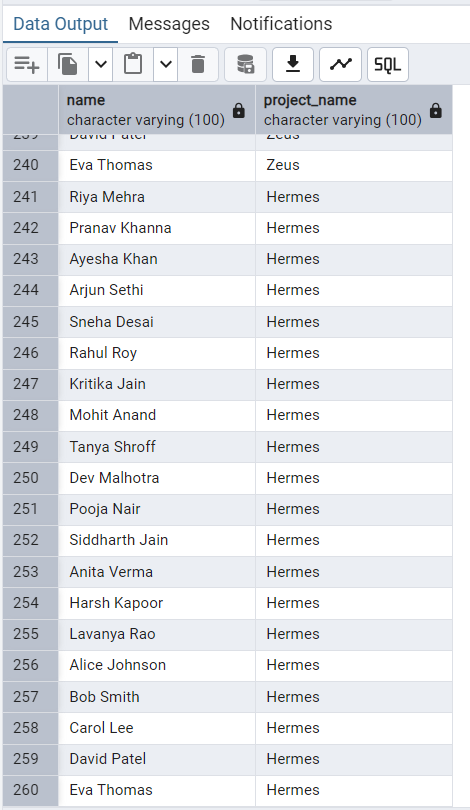 Data Output Messages Notifications
SQL
name project_name
character varying (100) character varying (100)
239 David Patel Zeus
240 Eva Thomas Zeus
241 Riya Mehra Hermes
242 Pranav Khanna Hermes
243 Ayesha Khan Hermes
244 Arjun Sethi Hermes
245 Sneha Desai Hermes
246 Rahul Roy Hermes
247 Kritika Jain Hermes
248 Mohit Anand Hermes
249 Tanya Shroff Hermes
250 Dev Malhotra Hermes
251 Pooja Nair Hermes
252 Siddharth Jain Hermes
253 Anita Verma Hermes
254 Harsh Kapoor Hermes
255 Lavanya Rao Hermes
256 Alice Johnson Hermes
257 Bob Smith Hermes
258 Carol Lee Hermes
259 David Patel Hermes
260 Eva Thomas Hermes